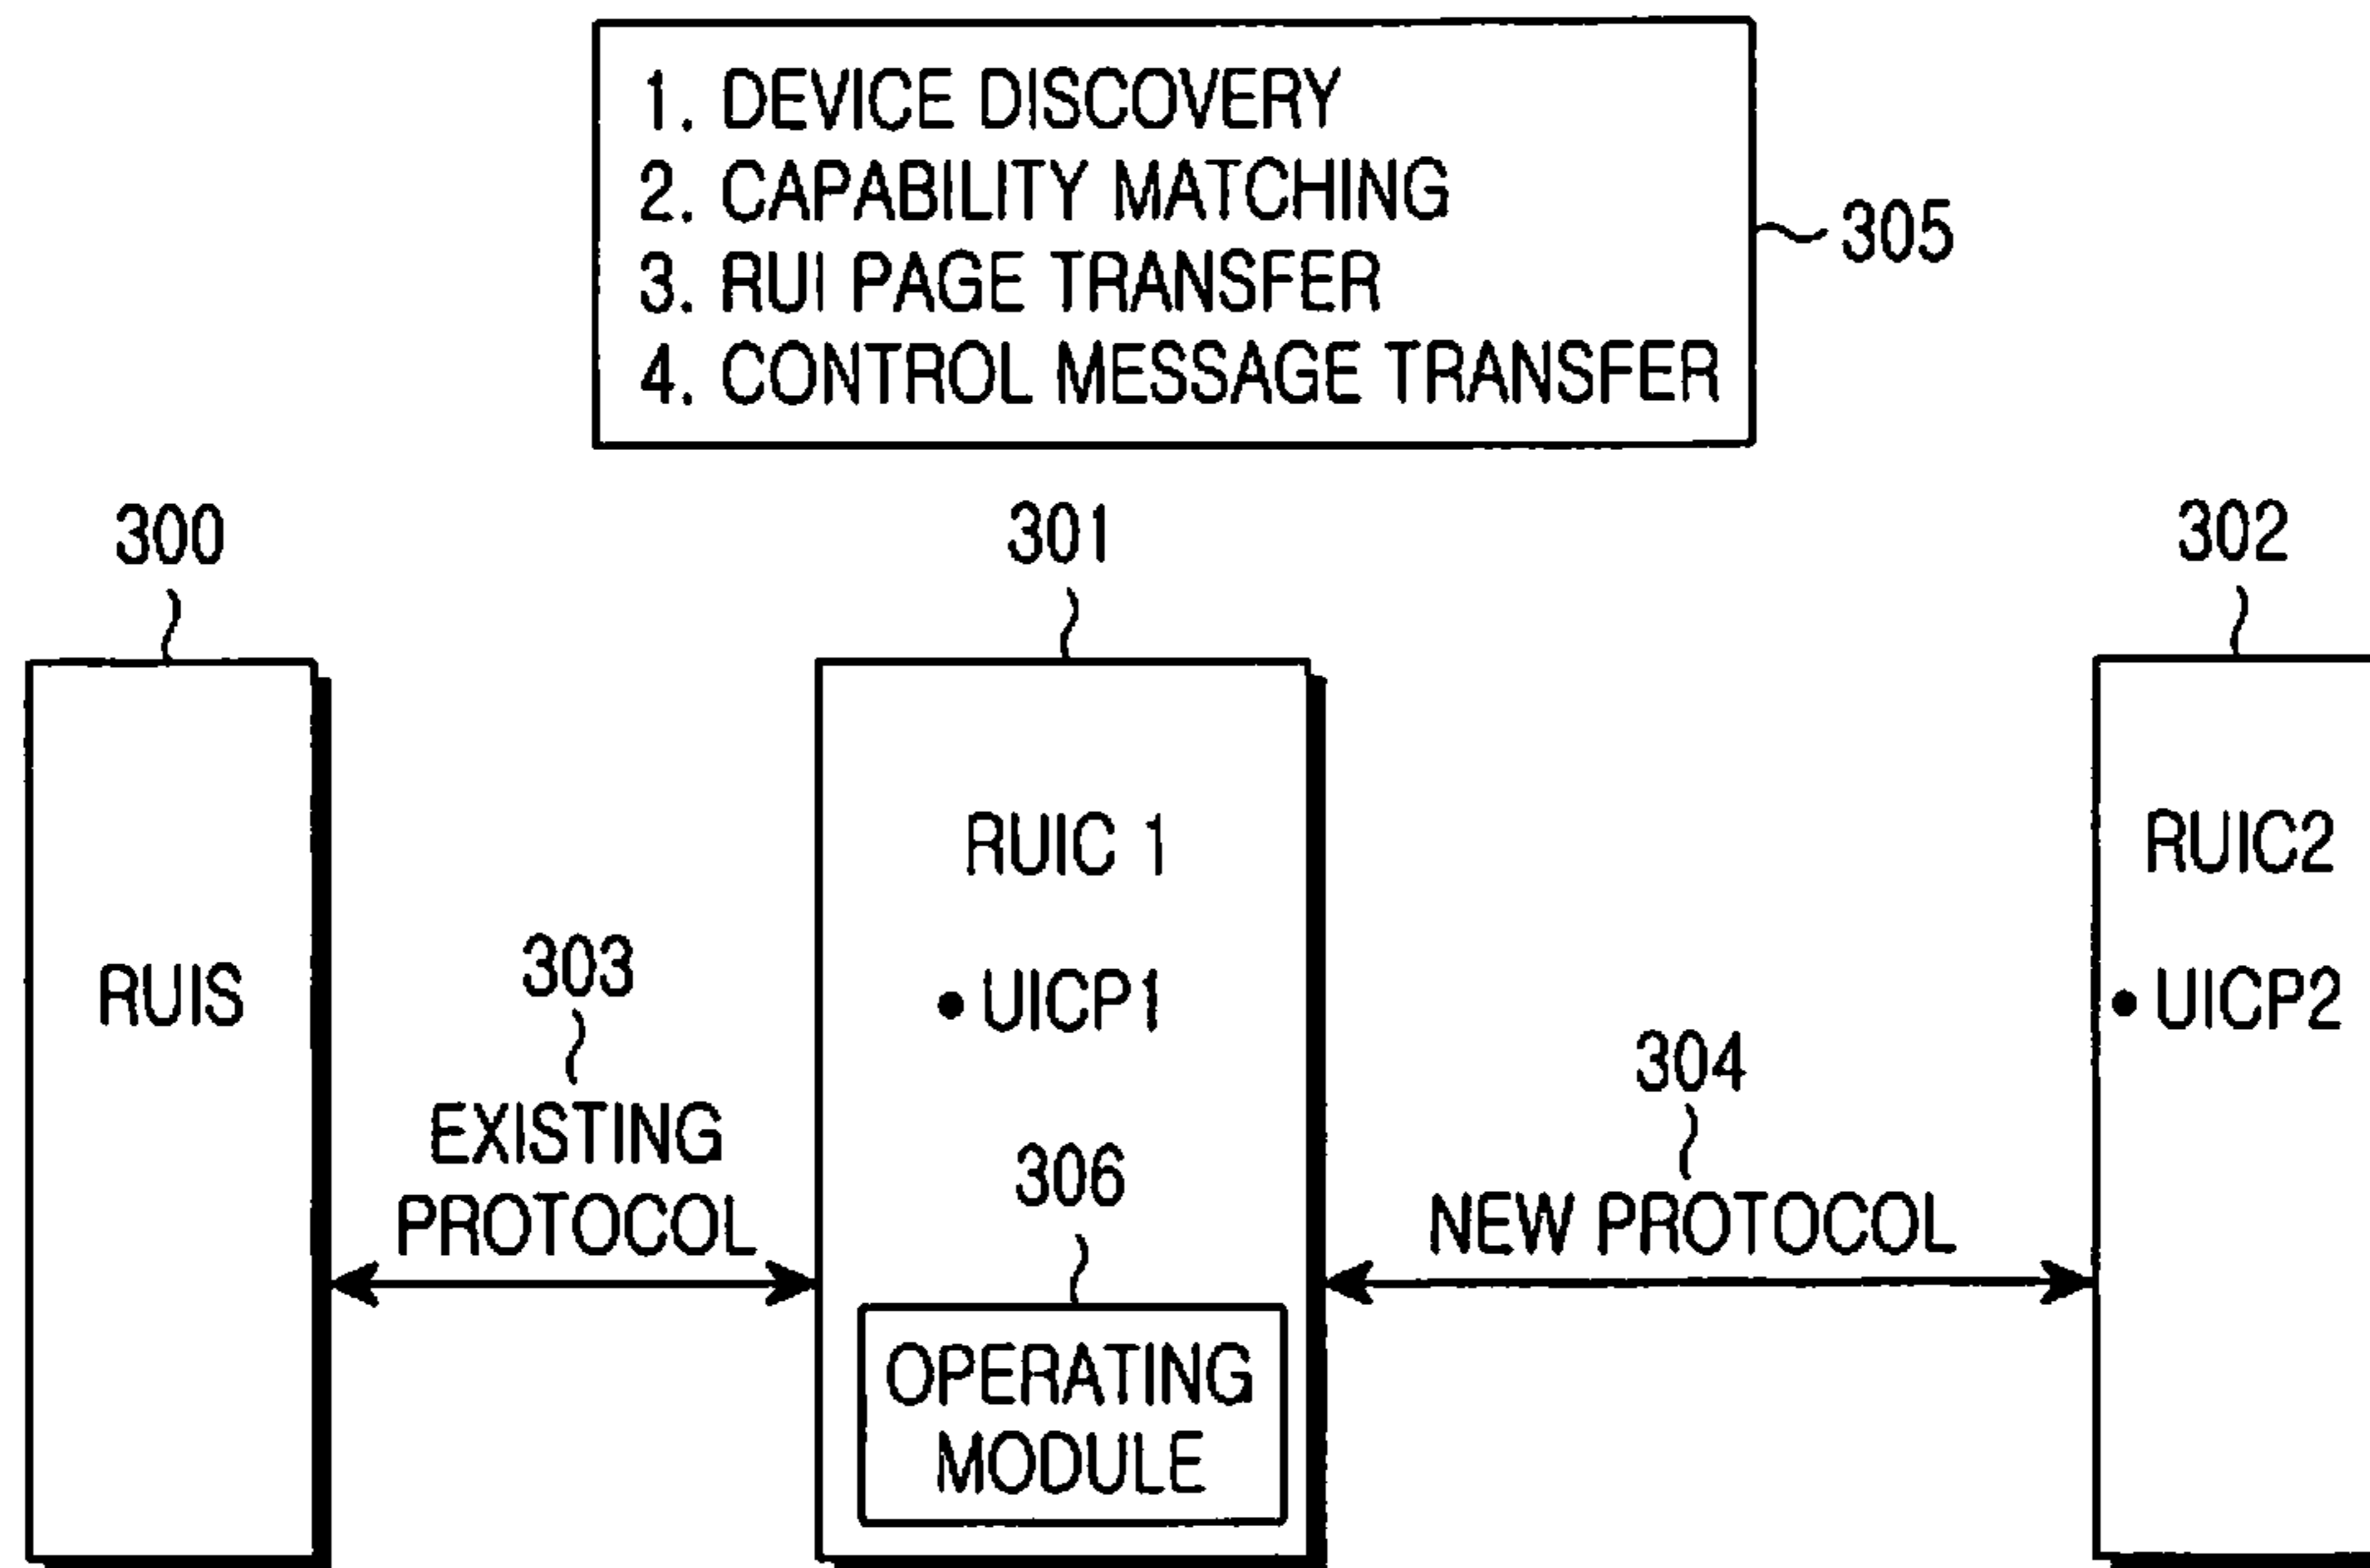 1. DEVICE DISCOVERY
2. CAPABILITY MATCHING
3. RUI PAGE TRANSFER
4. CONTROL MESSAGE TRANSFER
305
300
301
302
RUIS
303
EXISTING
PROTOCOL
RUIC 1
• UICP1
306
OPERATING
MODULE
304
NEW PROTOCOL
RUIC2
• UICP2